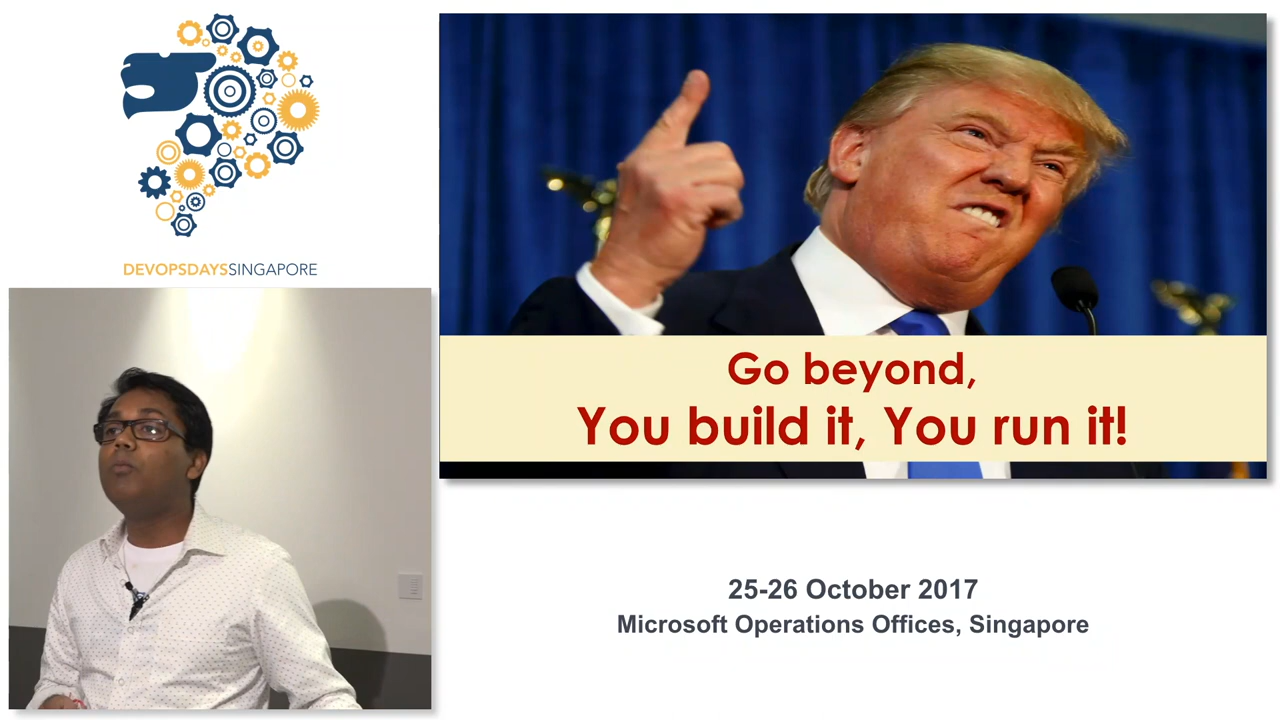 DEVOPSDAYSSINGAPORE
Go beyond,
You build it, You run it!
25-26 October 2017
Microsoft Operations Offices, Singapore